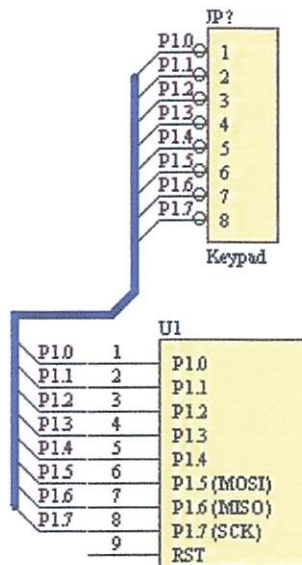 JP?
P1.0 1
P1.1 2
P1.2 3
P1.3 4
P1.4 5
P1.5 6
P1.6 7
P1.7 8
Keypad
U1
P1.0 1 P1.0
P1.1 2 P1.1
P1.2 3 P1.2
P1.3 4 P1.3
P1.4 5 P1.4
P1.5 6 P1.5 (MOSI)
P1.6 7 P1.6 (MISO)
P1.7 8 P1.7 (SCK)
9 RST